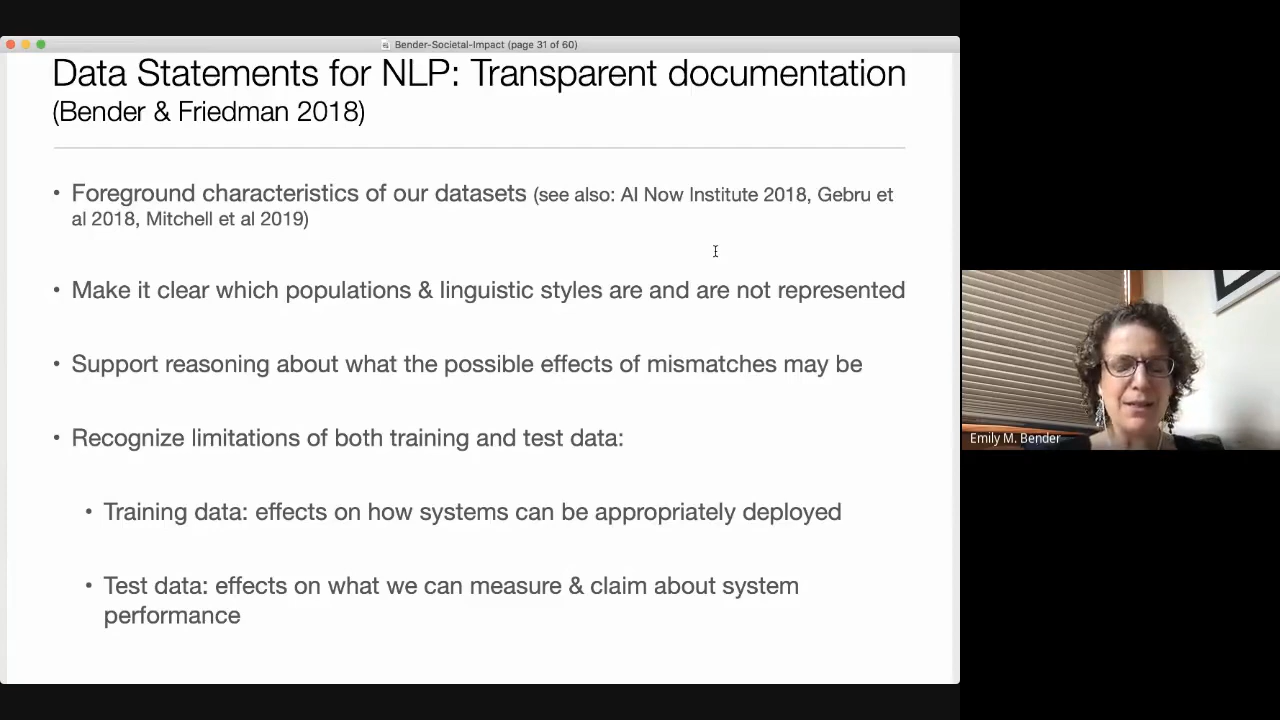 Bender-Societal-Impact (page 31 of 60)
Data Statements for NLP: Transparent documentation
(Bender & Friedman 2018)
• Foreground characteristics of our datasets (see also: AI Now Institute 2018, Gebru et
al 2018, Mitchell et al 2019)
• Make it clear which populations & linguistic styles are and are not represented
• Support reasoning about what the possible effects of mismatches may be
• Recognize limitations of both training and test data:
• Training data: effects on how systems can be appropriately deployed
• Test data: effects on what we can measure & claim about system
performance
Emily M. Bender